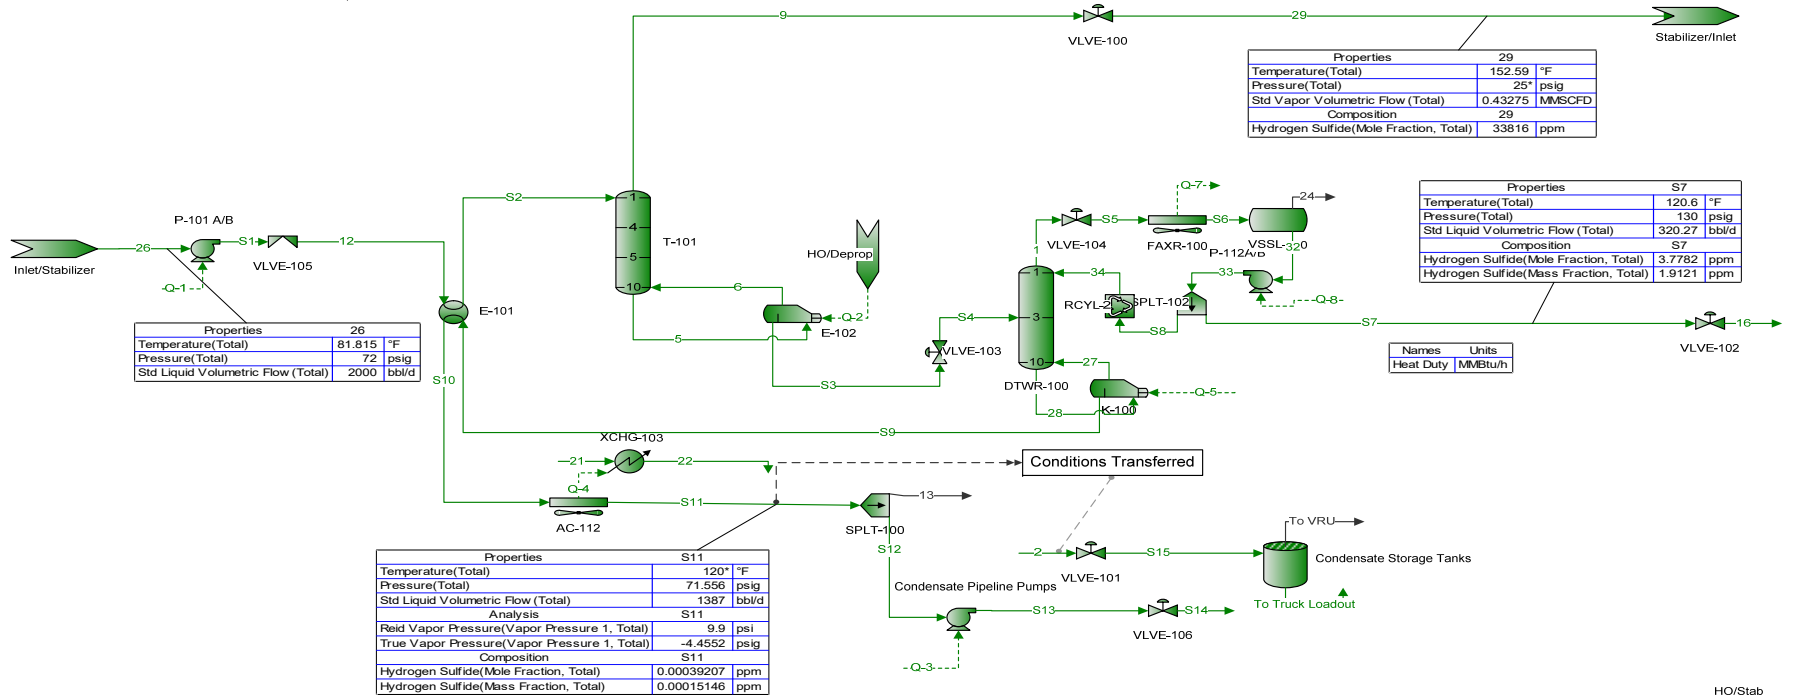 9
VLVE-100
29
Stabilizer/Inlet
Properties 29
Temperature(Total) 152.59 °F
Pressure(Total) 25* psig
Std Vapor Volumetric Flow (Total) 0.43275 MMSCFD
Composition 29
Hydrogen Sulfide(Mole Fraction, Total) 33816 ppm
Inlet/Stabilizer
26
P-101 A/B
S1
VLVE-105
12
Q-1
S2
1
4
5
10
T-101
E-101
6
5
HO/Deprop
Q-2
E-102
S3
S4
VLVE-103
1
VLVE-104
S5
Q-7
FAXR-100
S6
24
32
P-112A/B
33
Q-8
34
1
3
10
SPLT-102
S8
S7
VLVE-102
16
27
DTWR-100
28
K-100
Q-5
S9
S10
Properties S7
Temperature(Total) 120.6 °F
Pressure(Total) 130 psig
Std Liquid Volumetric Flow (Total) 320.27 bbl/d
Composition S7
Hydrogen Sulfide(Mole Fraction, Total) 3.7782 ppm
Hydrogen Sulfide(Mass Fraction, Total) 1.9121 ppm
Names Units
Heat Duty MMBtu/h
Properties 26
Temperature(Total) 81.815 °F
Pressure(Total) 72 psig
Std Liquid Volumetric Flow (Total) 2000 bbl/d
XCHG-103
21
22
Q-4
AC-112
S11
Conditions Transferred
SPLT-100
13
S12
Condensate Pipeline Pumps
S13
VLVE-106
S14
Q-3
2
VLVE-101
S15
To VRU
Condensate Storage Tanks
To Truck Loadout
Properties S11
Temperature(Total) 120* °F
Pressure(Total) 71.556 psig
Std Liquid Volumetric Flow (Total) 1387 bbl/d
Analysis S11
Reid Vapor Pressure(Vapor Pressure 1, Total) 9.9 psi
True Vapor Pressure(Vapor Pressure 1, Total) -4.4552 psig
Composition S11
Hydrogen Sulfide(Mole Fraction, Total) 0.00039207 ppm
Hydrogen Sulfide(Mass Fraction, Total) 0.00015146 ppm
HO/Stab